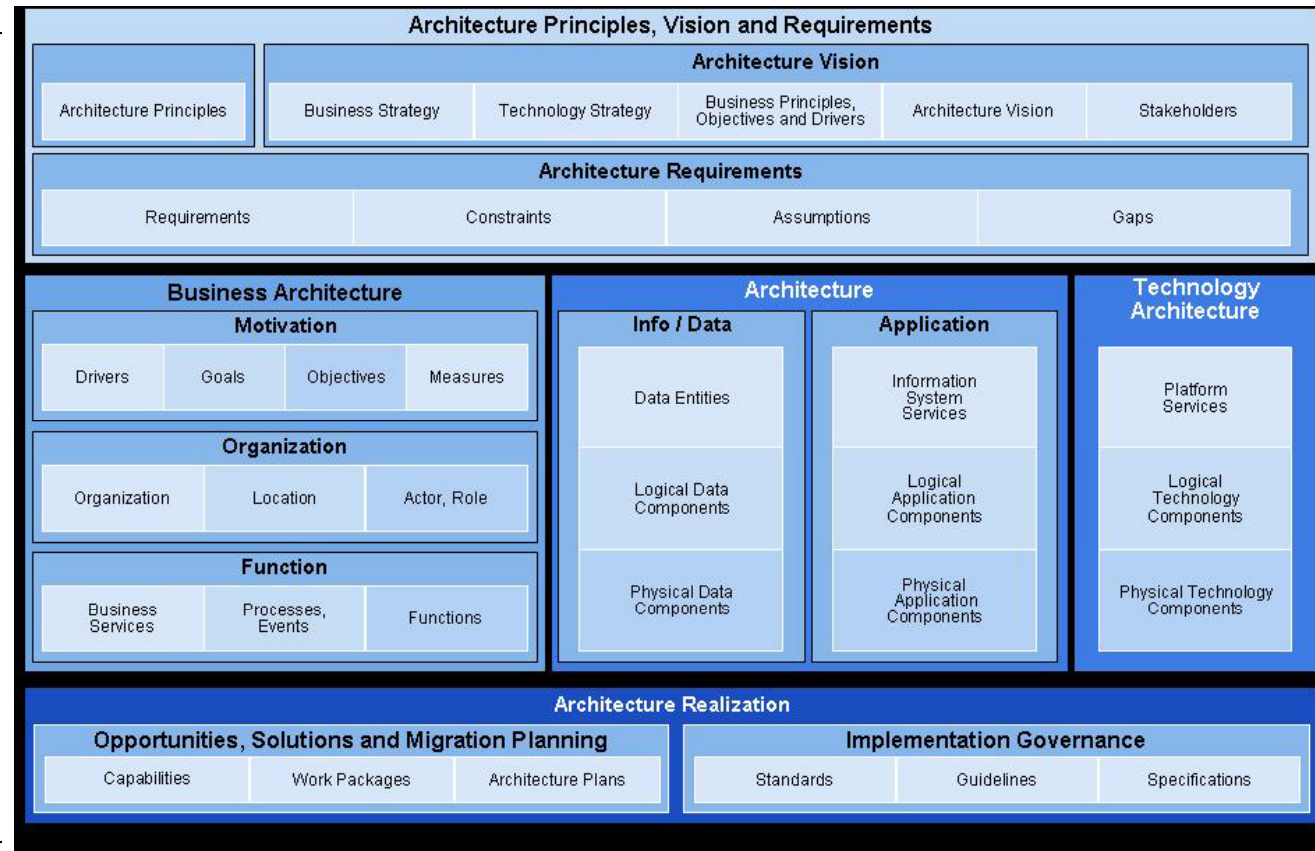 Architecture Principles, Vision and Requirements
Architecture Vision
Architecture Principles
Business Strategy
Technology Strategy
Business Principles,
Objectives and Drivers
Architecture Vision
Stakeholders
Architecture Requirements
Requirements
Constraints
Assumptions
Gaps
Business Architecture
Motivation
Drivers
Goals
Objectives
Measures
Organization
Organization
Location
Actor, Role
Function
Business
Services
Processes,
Events
Functions
Architecture
Info / Data
Data Entities
Logical Data
Components
Physical Data
Components
Application
Information
System
Services
Logical
Application
Components
Physical
Application
Components
Technology
Architecture
Platform
Services
Logical
Technology
Components
Physical Technology
Components
Architecture Realization
Opportunities, Solutions and Migration Planning
Capabilities
Work Packages
Architecture Plans
Implementation Governance
Standards
Guidelines
Specifications